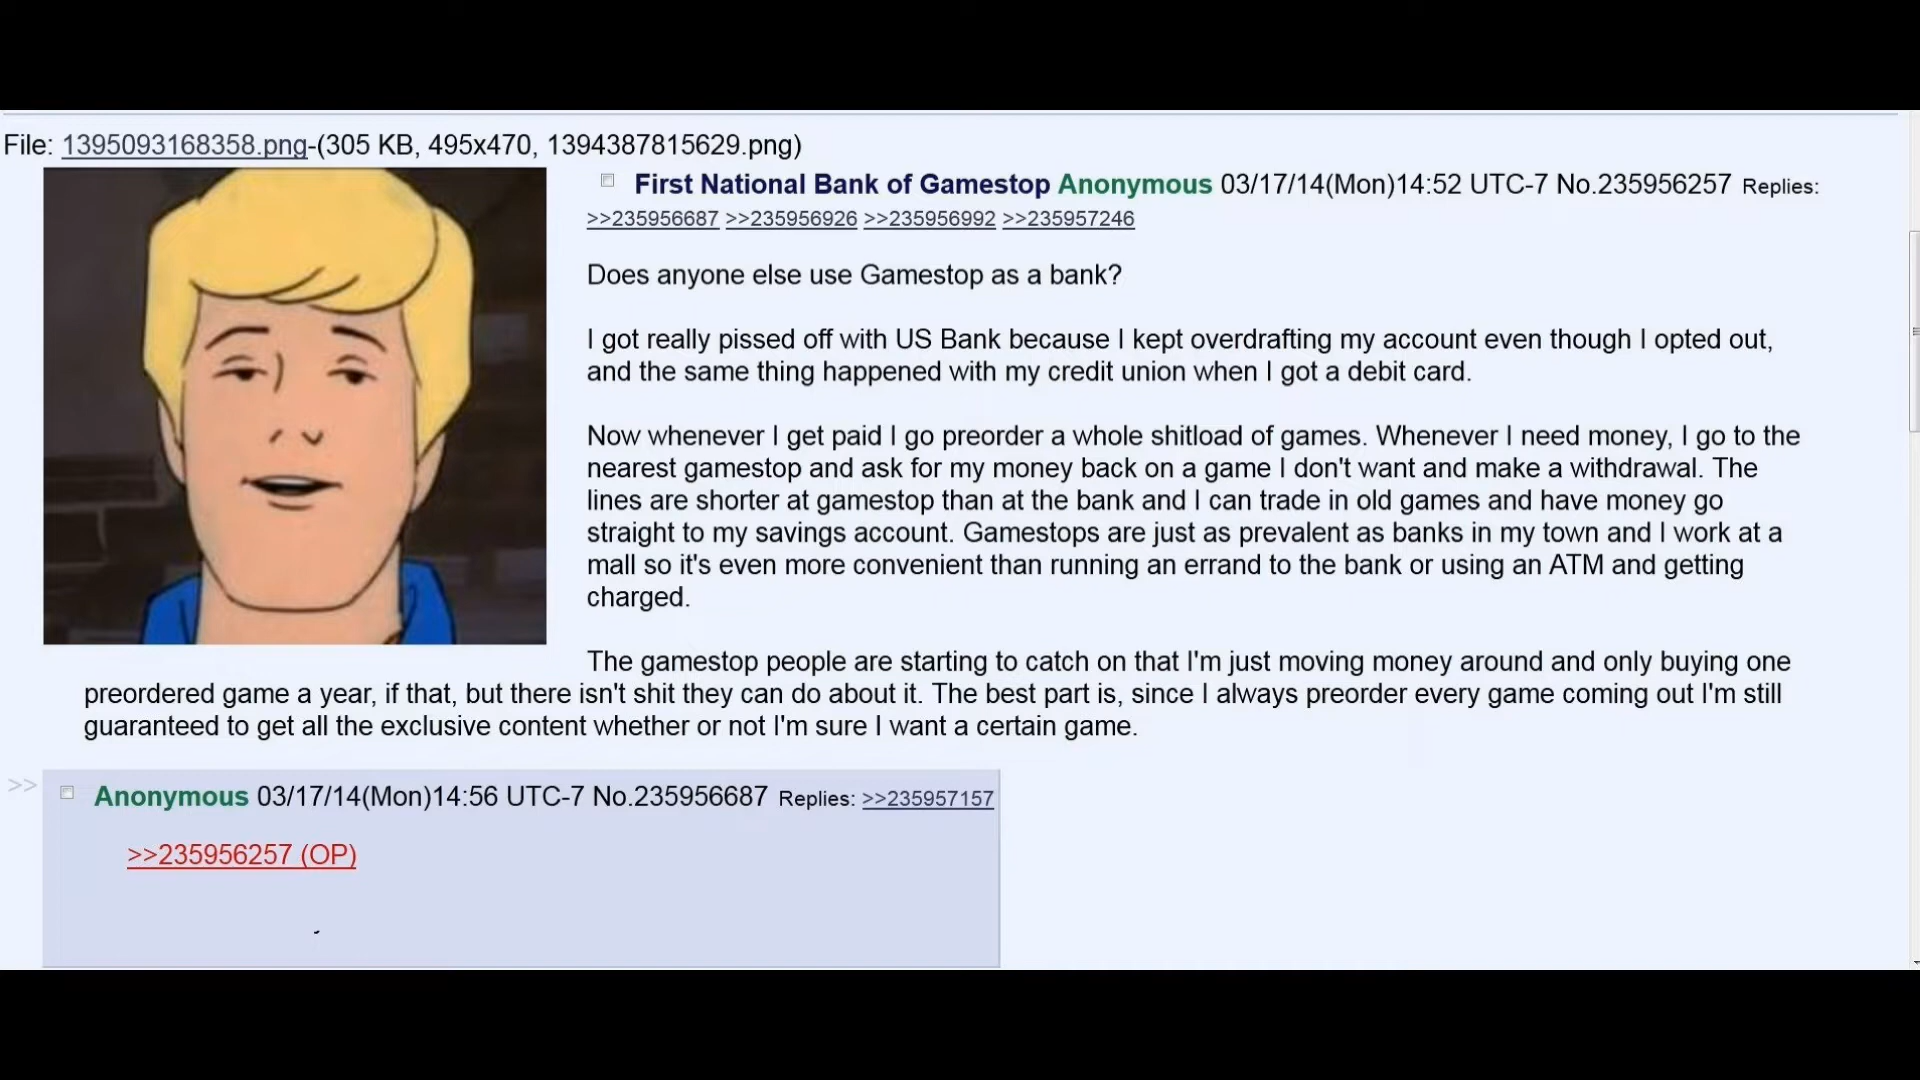 File: 1395093168358.png-(305 KB, 495x470, 1394387815629.png)
First National Bank of Gamestop Anonymous 03/17/14(Mon)14:52 UTC-7 No.235956257 Replies:
>>235956687 >>235956926 >>235956992 >>235957246
Does anyone else use Gamestop as a bank?
I got really pissed off with US Bank because I kept overdrafting my account even though I opted out,
and the same thing happened with my credit union when I got a debit card.
Now whenever I get paid I go preorder a whole shitload of games. Whenever I need money, I go to the
nearest gamestop and ask for my money back on a game I don't want and make a withdrawal. The
lines are shorter at gamestop than at the bank and I can trade in old games and have money go
straight to my savings account. Gamestops are just as prevalent as banks in my town and I work at a
mall so it's even more convenient than running an errand to the bank or using an ATM and getting
charged.
The gamestop people are starting to catch on that I'm just moving money around and only buying one
preordered game a year, if that, but there isn't shit they can do about it. The best part is, since I always preorder every game coming out I'm still
guaranteed to get all the exclusive content whether or not I'm sure I want a certain game.
>> Anonymous 03/17/14(Mon)14:56 UTC-7 No.235956687 Replies: >>235957157
>>235956257 (OP)